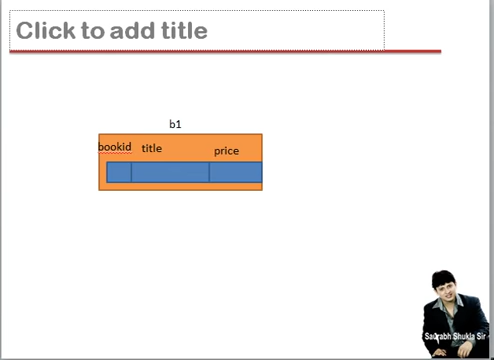 Click to add title
b1
bookid title price
Saurabh Shukla Sir